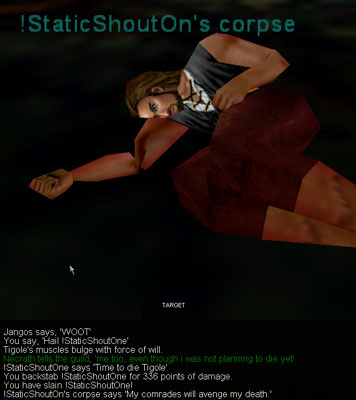 !StaticShoutOn's corpse
TARGET
Jangos says, 'WOOT'
You say, 'Hail !StaticShoutOne'
Tigole's muscles bulge with force of will.
Necrath tells the guild, 'me too, even though i was not planning to die yet'
!StaticShoutOne says 'Time to die Tigole'
You backstab !StaticShoutOne for 336 points of damage.
You have slain !StaticShoutOne!
!StaticShoutOn's corpse says 'My comrades will avenge my death.'